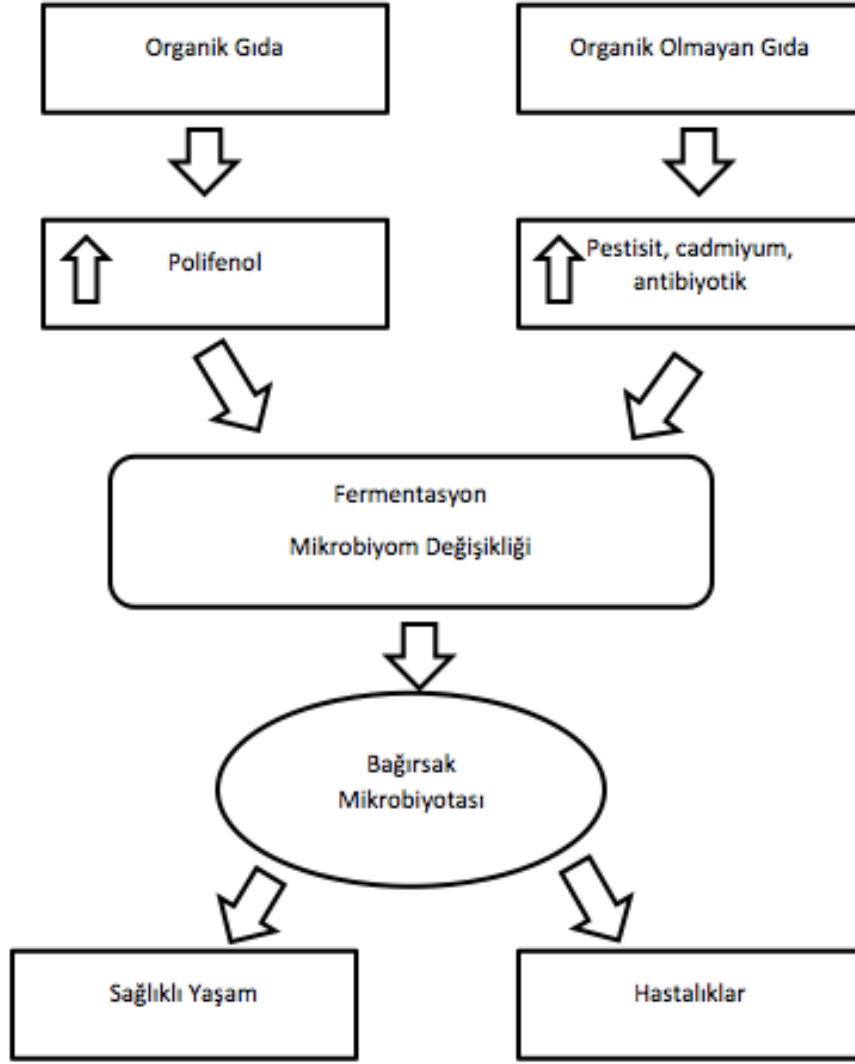 Organik Gıda
Organik Olmayan Gıda
Polifenol
Pestisit, cadmiyum,
antibiyotik
Fermentasyon
Mikrobiyom Değişikliği
Bağırsak
Mikrobiyotası
Sağlıklı Yaşam
Hastalıklar